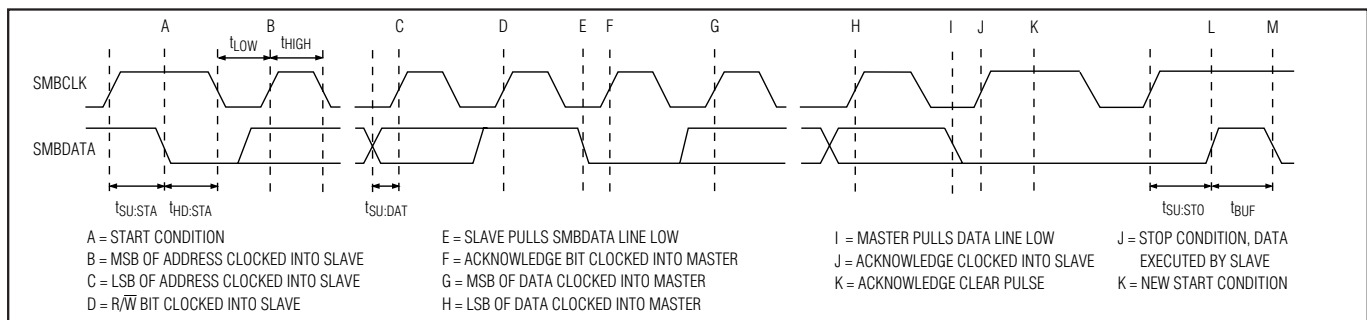 A B C D E F G H I J K L M
tLOW tHIGH
SMBCLK
SMBDATA
tSU:STA tHD:STA tSU:DAT tSU:STO tBUF
A = START CONDITION
B = MSB OF ADDRESS CLOCKED INTO SLAVE
C = LSB OF ADDRESS CLOCKED INTO SLAVE
D = R/W̅ BIT CLOCKED INTO SLAVE
E = SLAVE PULLS SMBDATA LINE LOW
F = ACKNOWLEDGE BIT CLOCKED INTO MASTER
G = MSB OF DATA CLOCKED INTO MASTER
H = LSB OF DATA CLOCKED INTO MASTER
I = MASTER PULLS DATA LINE LOW
J = ACKNOWLEDGE CLOCKED INTO SLAVE
K = ACKNOWLEDGE CLEAR PULSE
J = STOP CONDITION, DATA
EXECUTED BY SLAVE
K = NEW START CONDITION